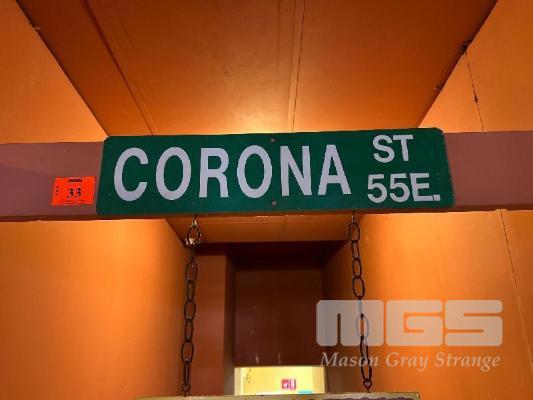 CORONA ST
55E.
33
MGS
Mason Gray Strange